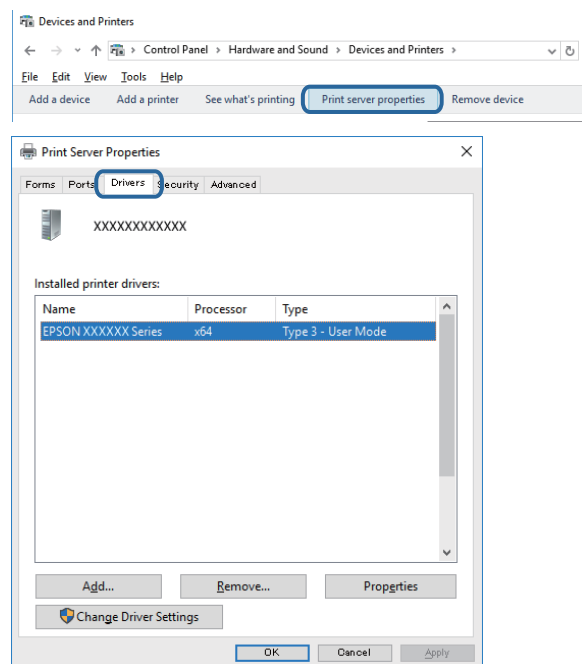 Devices and Printers
Control Panel > Hardware and Sound > Devices and Printers >
File Edit View Tools Help
Add a device Add a printer See what's printing Print server properties Remove device
Print Server Properties
Forms Ports Drivers Security Advanced
XXXXXXXXXXXX
Installed printer drivers:
Name Processor Type
EPSON XXXXXX Series x64 Type 3 - User Mode
Add... Remove... Properties
Change Driver Settings
OK Cancel Apply